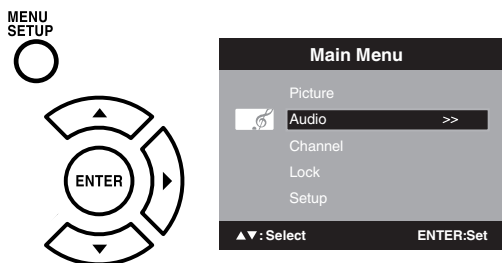 MENU
SETUP
ENTER
Main Menu
Picture
Audio >>
Channel
Lock
Setup
▲▼: Select ENTER:Set